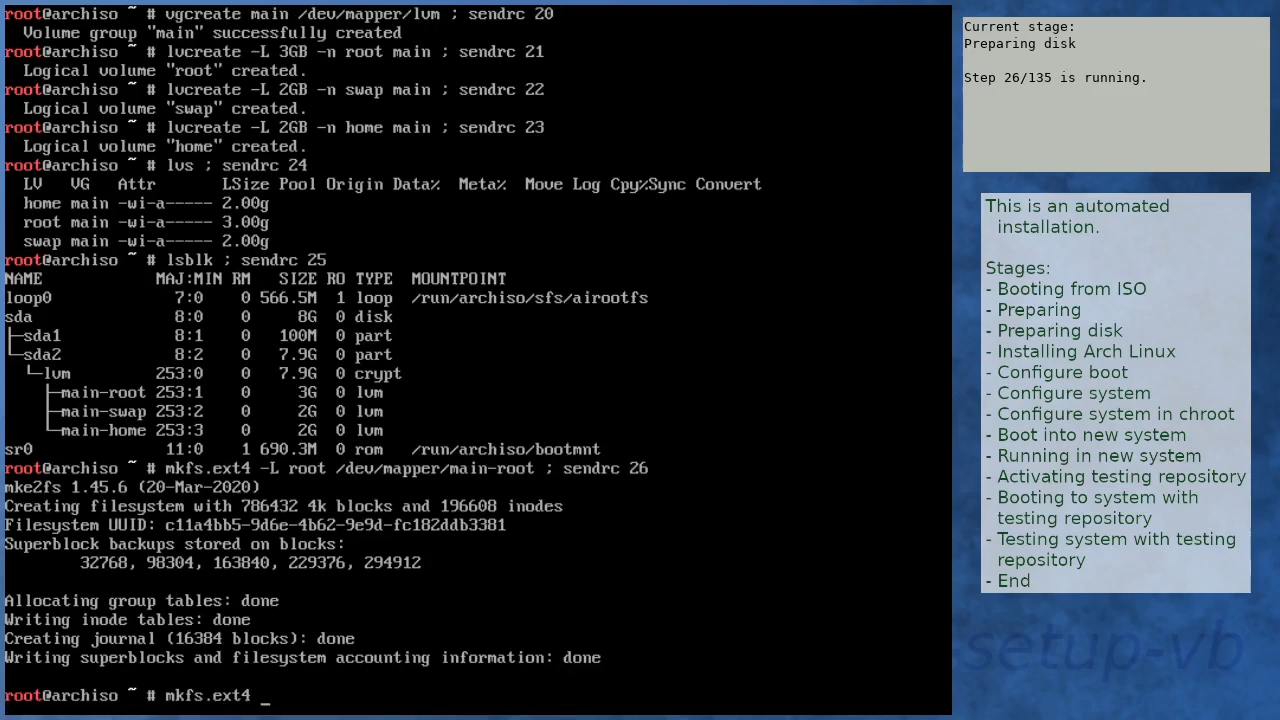 root@archiso ~ # vgcreate main /dev/mapper/lvm ; sendrc 20
  Volume group "main" successfully created
root@archiso ~ # lvcreate -L 3GB -n root main ; sendrc 21
  Logical volume "root" created.
root@archiso ~ # lvcreate -L 2GB -n swap main ; sendrc 22
  Logical volume "swap" created.
root@archiso ~ # lvcreate -L 2GB -n home main ; sendrc 23
  Logical volume "home" created.
root@archiso ~ # lvs ; sendrc 24
  LV   VG   Attr       LSize Pool Origin Data%  Meta%  Move Log Cpy%Sync Convert
  home main -wi-a----- 2.00g
  root main -wi-a----- 3.00g
  swap main -wi-a----- 2.00g
root@archiso ~ # lsblk ; sendrc 25
NAME            MAJ:MIN RM   SIZE RO TYPE  MOUNTPOINT
loop0             7:0    0 566.5M  1 loop  /run/archiso/sfs/airootfs
sda               8:0    0     8G  0 disk
├─sda1            8:1    0   100M  0 part
└─sda2            8:2    0   7.9G  0 part
  └─lvm         253:0    0   7.9G  0 crypt
    ├─main-root 253:1    0     3G  0 lvm
    ├─main-swap 253:2    0     2G  0 lvm
    └─main-home 253:3    0     2G  0 lvm
sr0              11:0    1 690.3M  0 rom   /run/archiso/bootmnt
root@archiso ~ # mkfs.ext4 -L root /dev/mapper/main-root ; sendrc 26
mke2fs 1.45.6 (20-Mar-2020)
Creating filesystem with 786432 4k blocks and 196608 inodes
Filesystem UUID: c11a4bb5-9d6e-4b62-9e9d-fc182ddb3381
Superblock backups stored on blocks:
        32768, 98304, 163840, 229376, 294912

Allocating group tables: done
Writing inode tables: done
Creating journal (16384 blocks): done
Writing superblocks and filesystem accounting information: done

root@archiso ~ # mkfs.ext4 _
Current stage:
Preparing disk

Step 26/135 is running.
This is an automated
installation.

Stages:
- Booting from ISO
- Preparing
- Preparing disk
- Installing Arch Linux
- Configure boot
- Configure system
- Configure system in chroot
- Boot into new system
- Running in new system
- Activating testing repository
- Booting to system with
testing repository
- Testing system with testing
repository
- End
-setup-vb